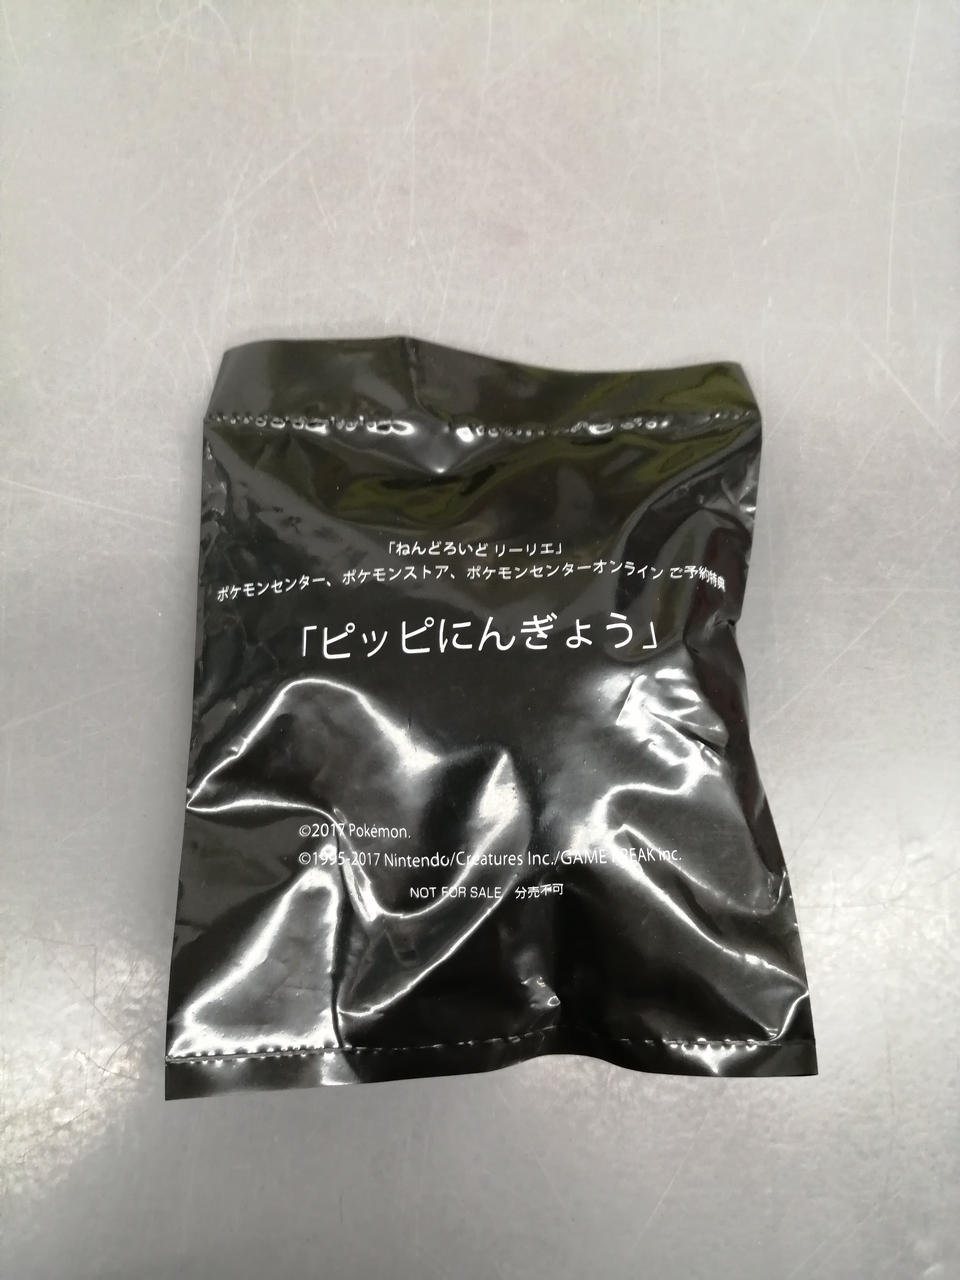 「ねんどろいど リーリエ」
ポケモンセンター、ポケモンストア、ポケモンセンターオンライン ご予約特典
「ピッピにんぎょう」
©2017 Pokémon.
©1995-2017 Nintendo/Creatures Inc./GAME FREAK inc.
NOT FOR SALE 分売不可